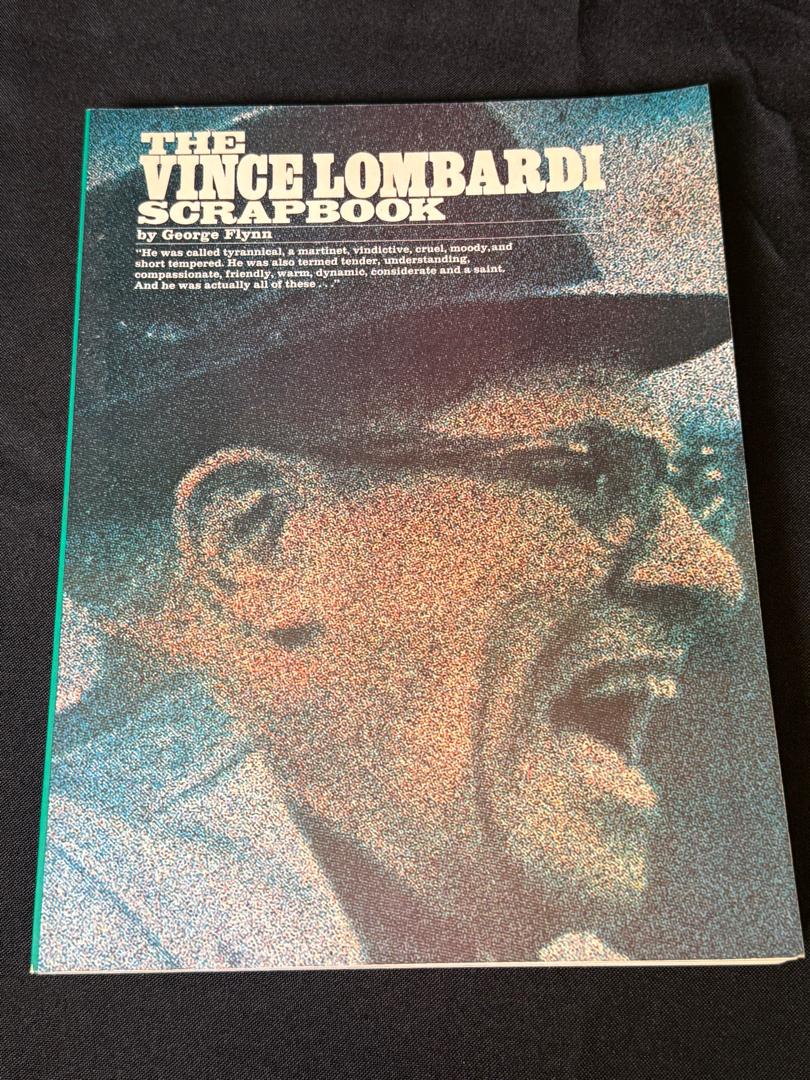 THE
VINCE LOMBARDI
SCRAPBOOK
by George Flynn
"He was called tyrannical, a martinet, vindictive, cruel, moody, and
short tempered. He was also termed tender, understanding,
compassionate, friendly, warm, dynamic, considerate and a saint.
And he was actually all of these . . ."